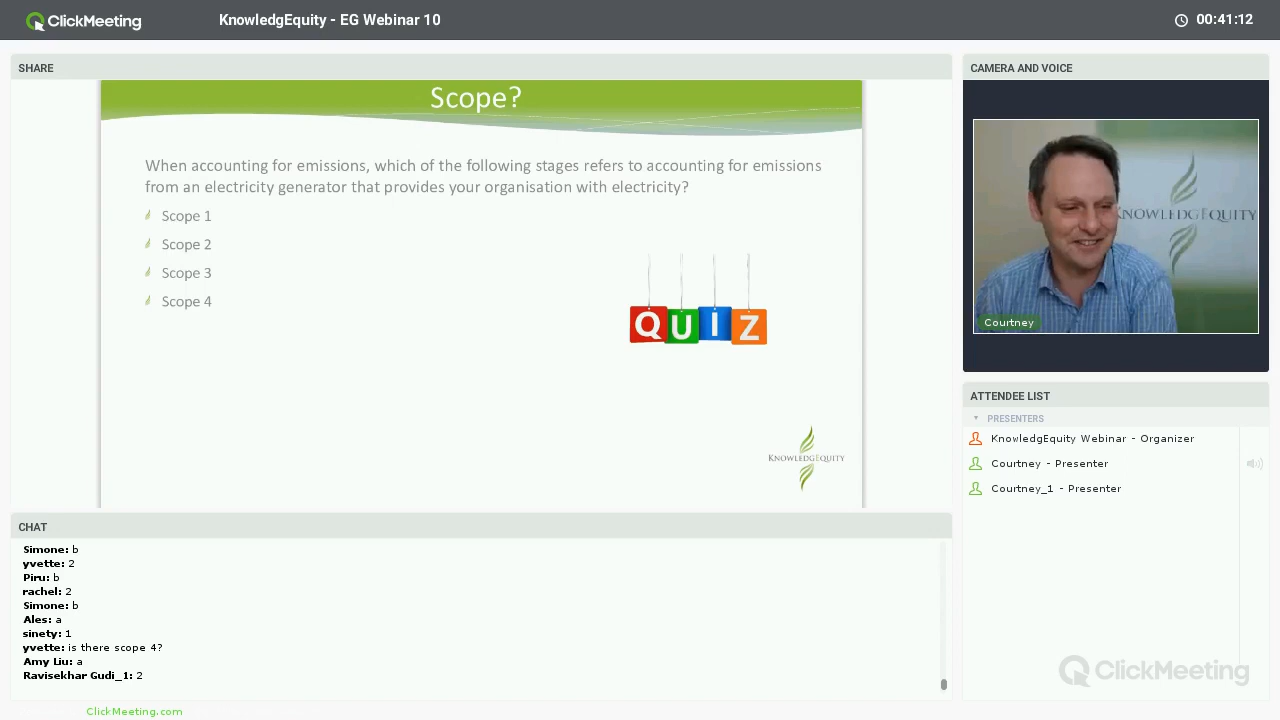 ClickMeeting
KnowledgEquity - EG Webinar 10
00:41:12
SHARE
Scope?
When accounting for emissions, which of the following stages refers to accounting for emissions
from an electricity generator that provides your organisation with electricity?
Scope 1
Scope 2
Scope 3
Scope 4
QUIZ
KNOWLEDGEQUITY
CHAT
Simone: b
yvette: 2
Piru: b
rachel: 2
Simone: b
Ales: a
sinety: 1
yvette: is there scope 4?
Amy Liu: a
Ravisekhar Gudi_1: 2
ClickMeeting.com
CAMERA AND VOICE
KNOWLEDGEQUITY
Courtney
ATTENDEE LIST
PRESENTERS
KnowledgEquity Webinar - Organizer
Courtney - Presenter
Courtney_1 - Presenter
ClickMeeting